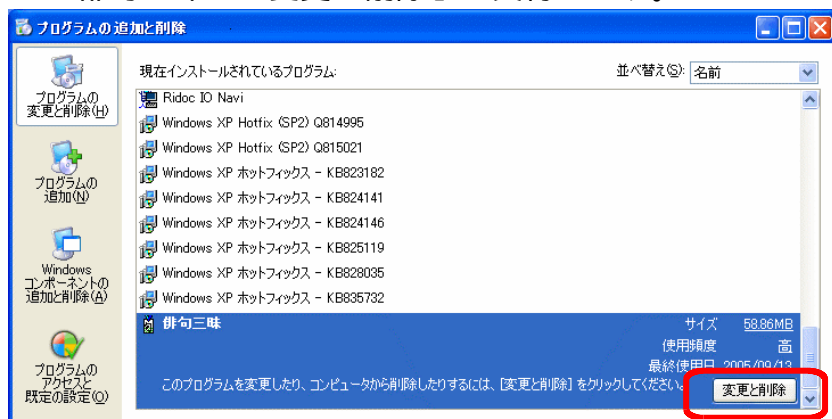 プログラムの追加と削除
現在インストールされているプログラム:
並べ替え(S): 名前
プログラムの
変更と削除(H)
プログラムの
追加(N)
Windows
コンポーネントの
追加と削除(A)
プログラムの
アクセスと
既定の設定(O)
Ridoc IO Navi
Windows XP Hotfix (SP2) Q814995
Windows XP Hotfix (SP2) Q815021
Windows XP ホットフィックス - KB823182
Windows XP ホットフィックス - KB824141
Windows XP ホットフィックス - KB824146
Windows XP ホットフィックス - KB825119
Windows XP ホットフィックス - KB828035
Windows XP ホットフィックス - KB835732
俳句三昧
サイズ 58.86MB
使用頻度 高
最終使用日 2005/09/13
このプログラムを変更したり、コンピュータから削除したりするには、[変更と削除] をクリックしてください。
変更と削除